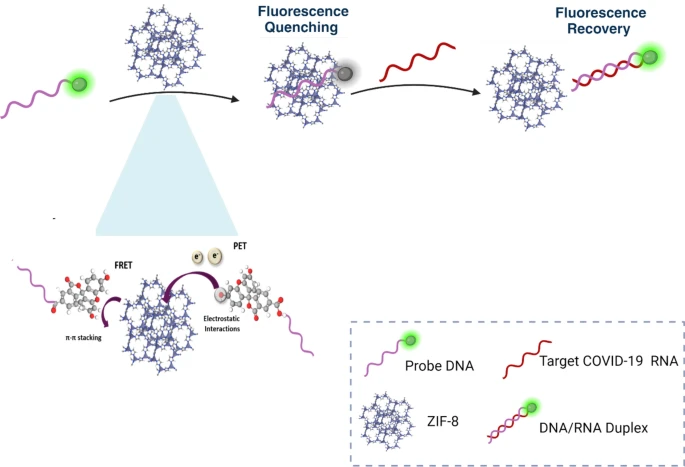 Fluorescence
Quenching
Fluorescence
Recovery
FRET
e⁻ e⁻
PET
π-π stacking
Electrostatic
Interactions
Probe DNA
Target COVID-19 RNA
ZIF-8
DNA/RNA Duplex